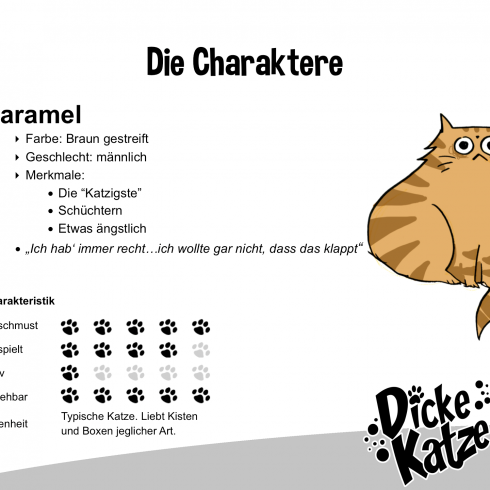 Die Charaktere
aramel
Farbe: Braun gestreift
Geschlecht: männlich
Merkmale:
Die “Katzigste”
Schüchtern
Etwas ängstlich
„Ich hab‘ immer recht…ich wollte gar nicht, dass das klappt“
arakteristik
schmust
spielt
v
ehbar
enheit
Typische Katze. Liebt Kisten
und Boxen jeglicher Art.
Dicke
Katze